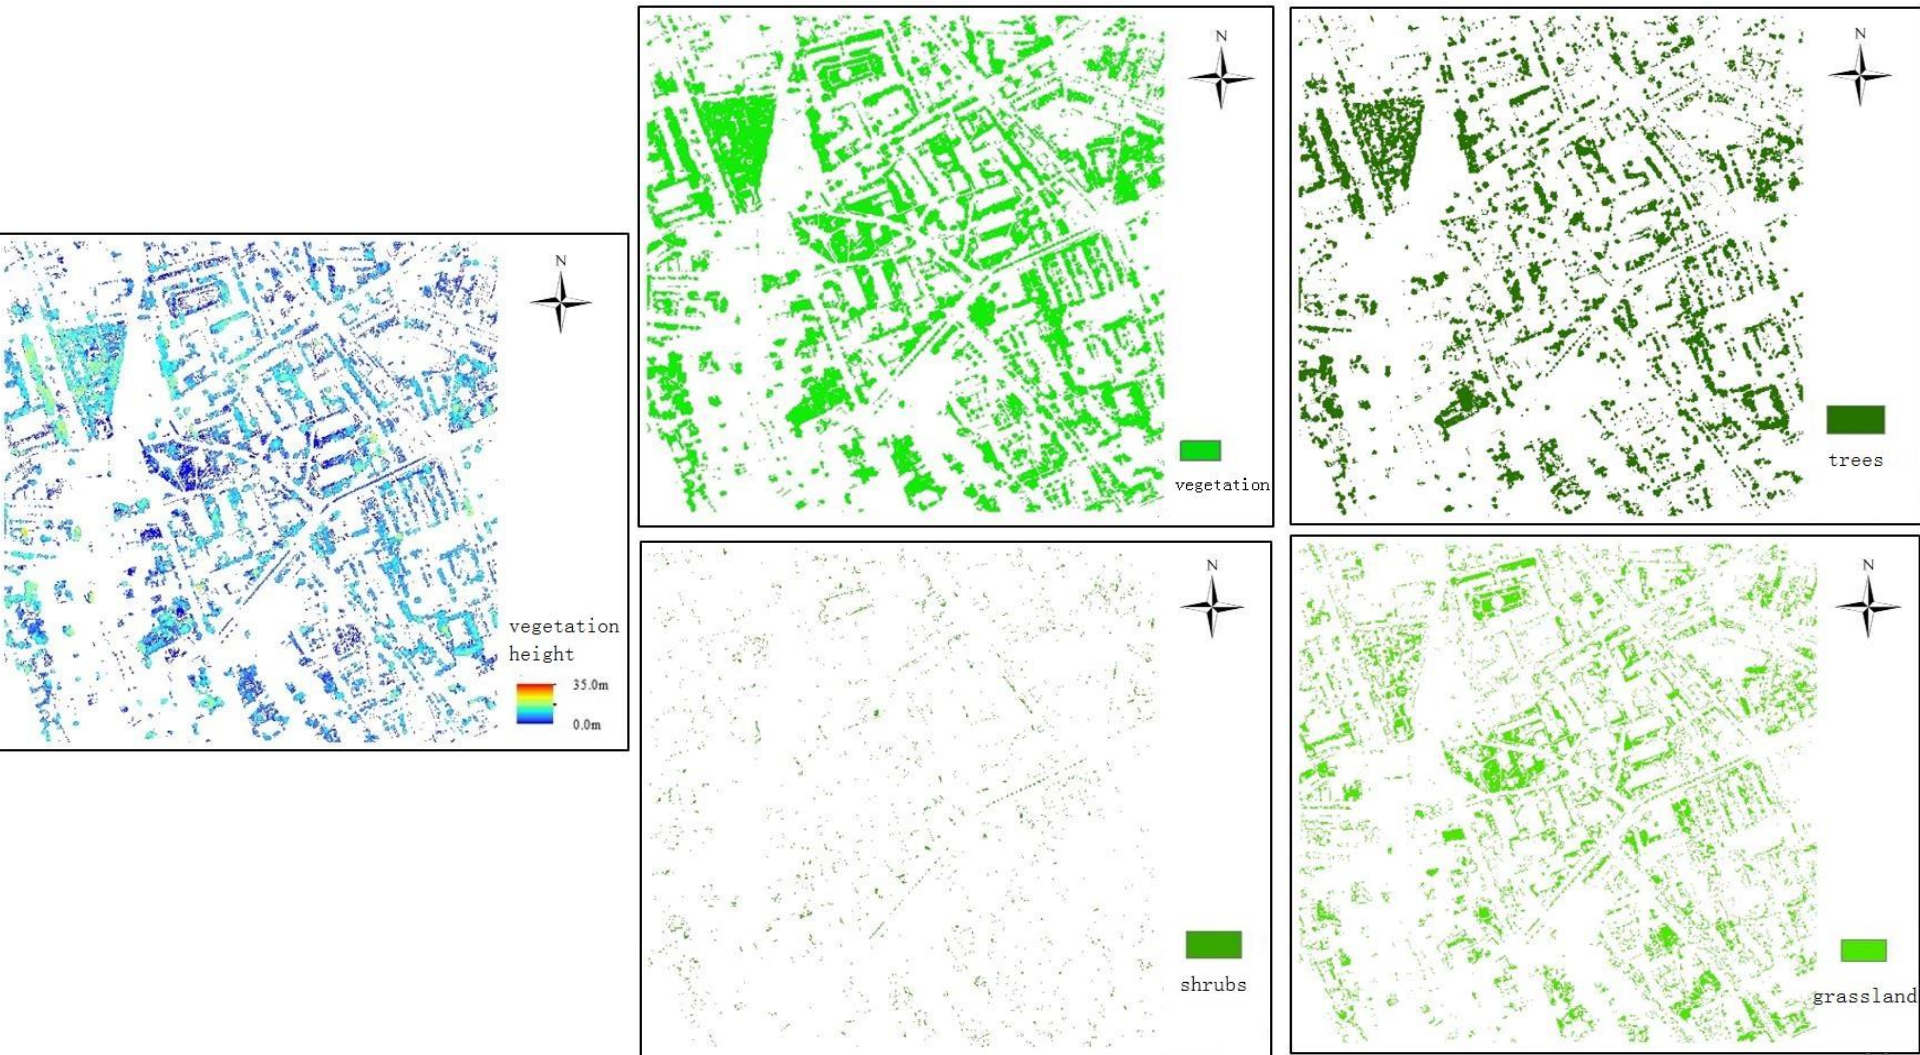 N
vegetation
height
35.0m
0.0m
N
vegetation
N
trees
N
shrubs
N
grassland